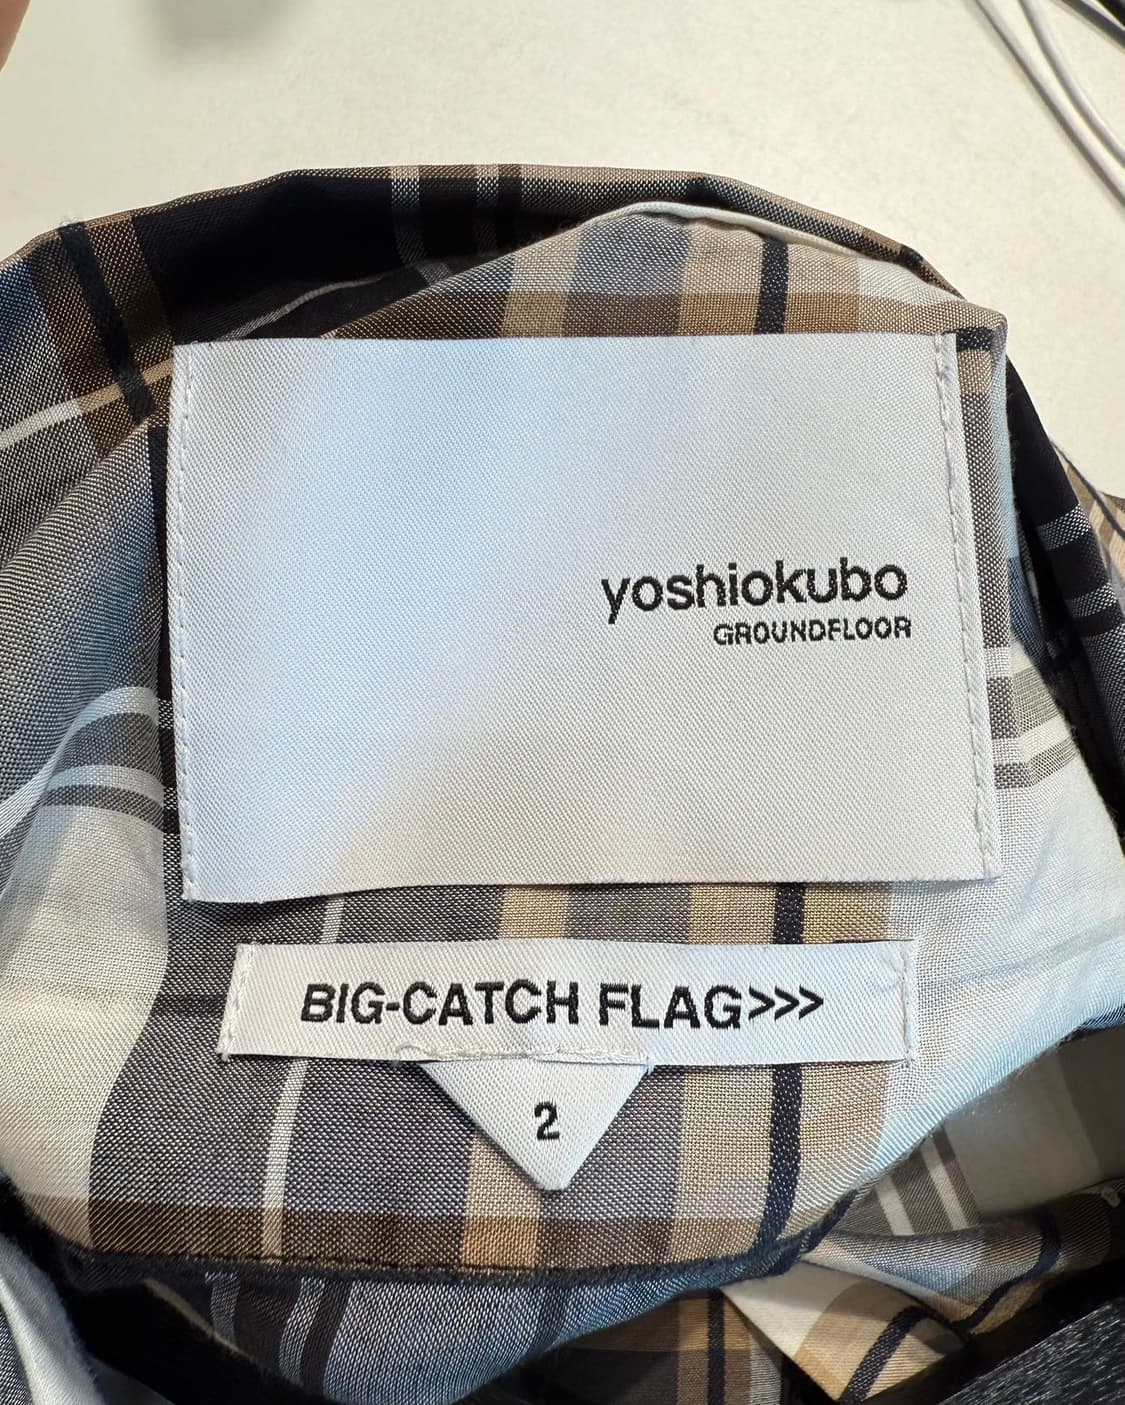 yoshiokubo
GROUNDFLOOR
BIG-CATCH FLAG>>>
2